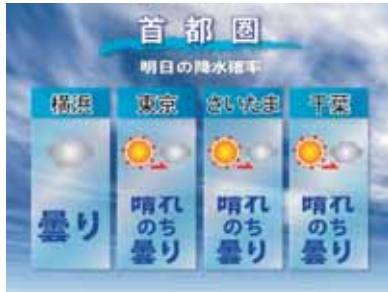 首都圏
明日の降水確率
横浜 東京 さいたま 千葉
曇り
晴れ
のち
曇り
晴れ
のち
曇り
晴れ
のち
曇り